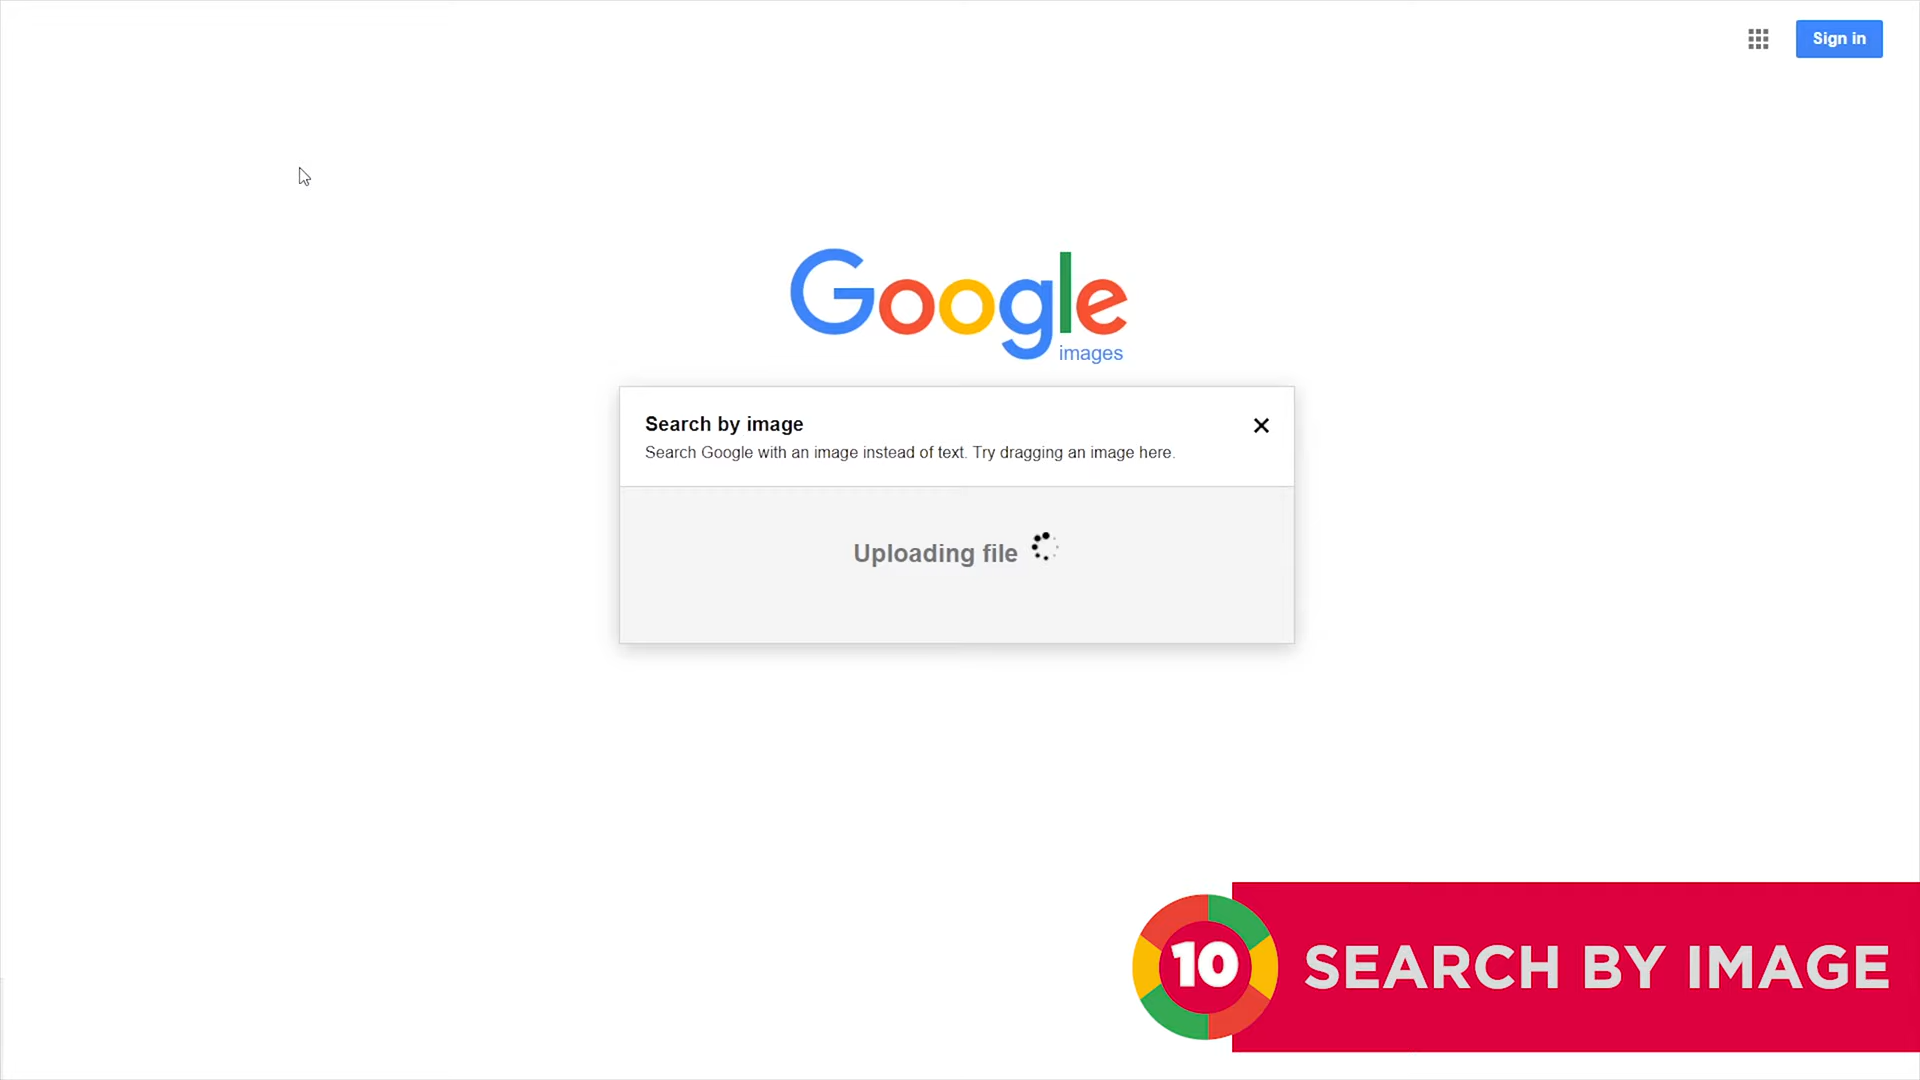 Sign in
Google
images
Search by image
Search Google with an image instead of text. Try dragging an image here.
Uploading file
10
SEARCH BY IMAGE